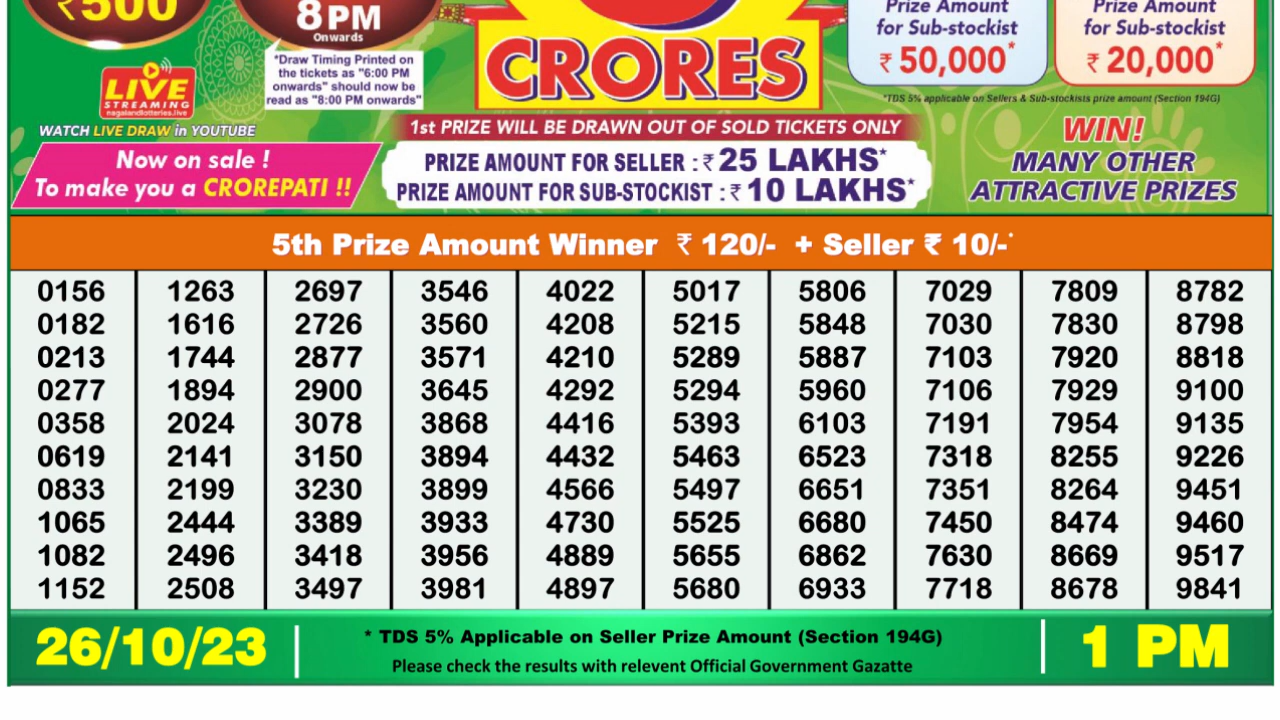 ₹500
8PM
Onwards
*Draw Timing Printed on
the tickets as "6:00 PM
onwards" should now be
read as "8:00 PM onwards"
LIVE
STREAMING
nagalandlotteries.live
WATCH LIVE DRAW in YOUTUBE
CRORES
Prize Amount
for Sub-stockist
₹ 50,000*
Prize Amount
for Sub-stockist
₹ 20,000*
*TDS 5% applicable on Sellers & Sub-stockists prize amount (Section 194G)
Now on sale !
To make you a CROREPATI !!
1st PRIZE WILL BE DRAWN OUT OF SOLD TICKETS ONLY
PRIZE AMOUNT FOR SELLER : ₹ 25 LAKHS*
PRIZE AMOUNT FOR SUB-STOCKIST : ₹ 10 LAKHS*
WIN!
MANY OTHER
ATTRACTIVE PRIZES
5th Prize Amount Winner ₹ 120/- + Seller ₹ 10/-*
0156 1263 2697 3546 4022 5017 5806 7029 7809 8782
0182 1616 2726 3560 4208 5215 5848 7030 7830 8798
0213 1744 2877 3571 4210 5289 5887 7103 7920 8818
0277 1894 2900 3645 4292 5294 5960 7106 7929 9100
0358 2024 3078 3868 4416 5393 6103 7191 7954 9135
0619 2141 3150 3894 4432 5463 6523 7318 8255 9226
0833 2199 3230 3899 4566 5497 6651 7351 8264 9451
1065 2444 3389 3933 4730 5525 6680 7450 8474 9460
1082 2496 3418 3956 4889 5655 6862 7630 8669 9517
1152 2508 3497 3981 4897 5680 6933 7718 8678 9841
26/10/23
* TDS 5% Applicable on Seller Prize Amount (Section 194G)
Please check the results with relevent Official Government Gazatte
1 PM